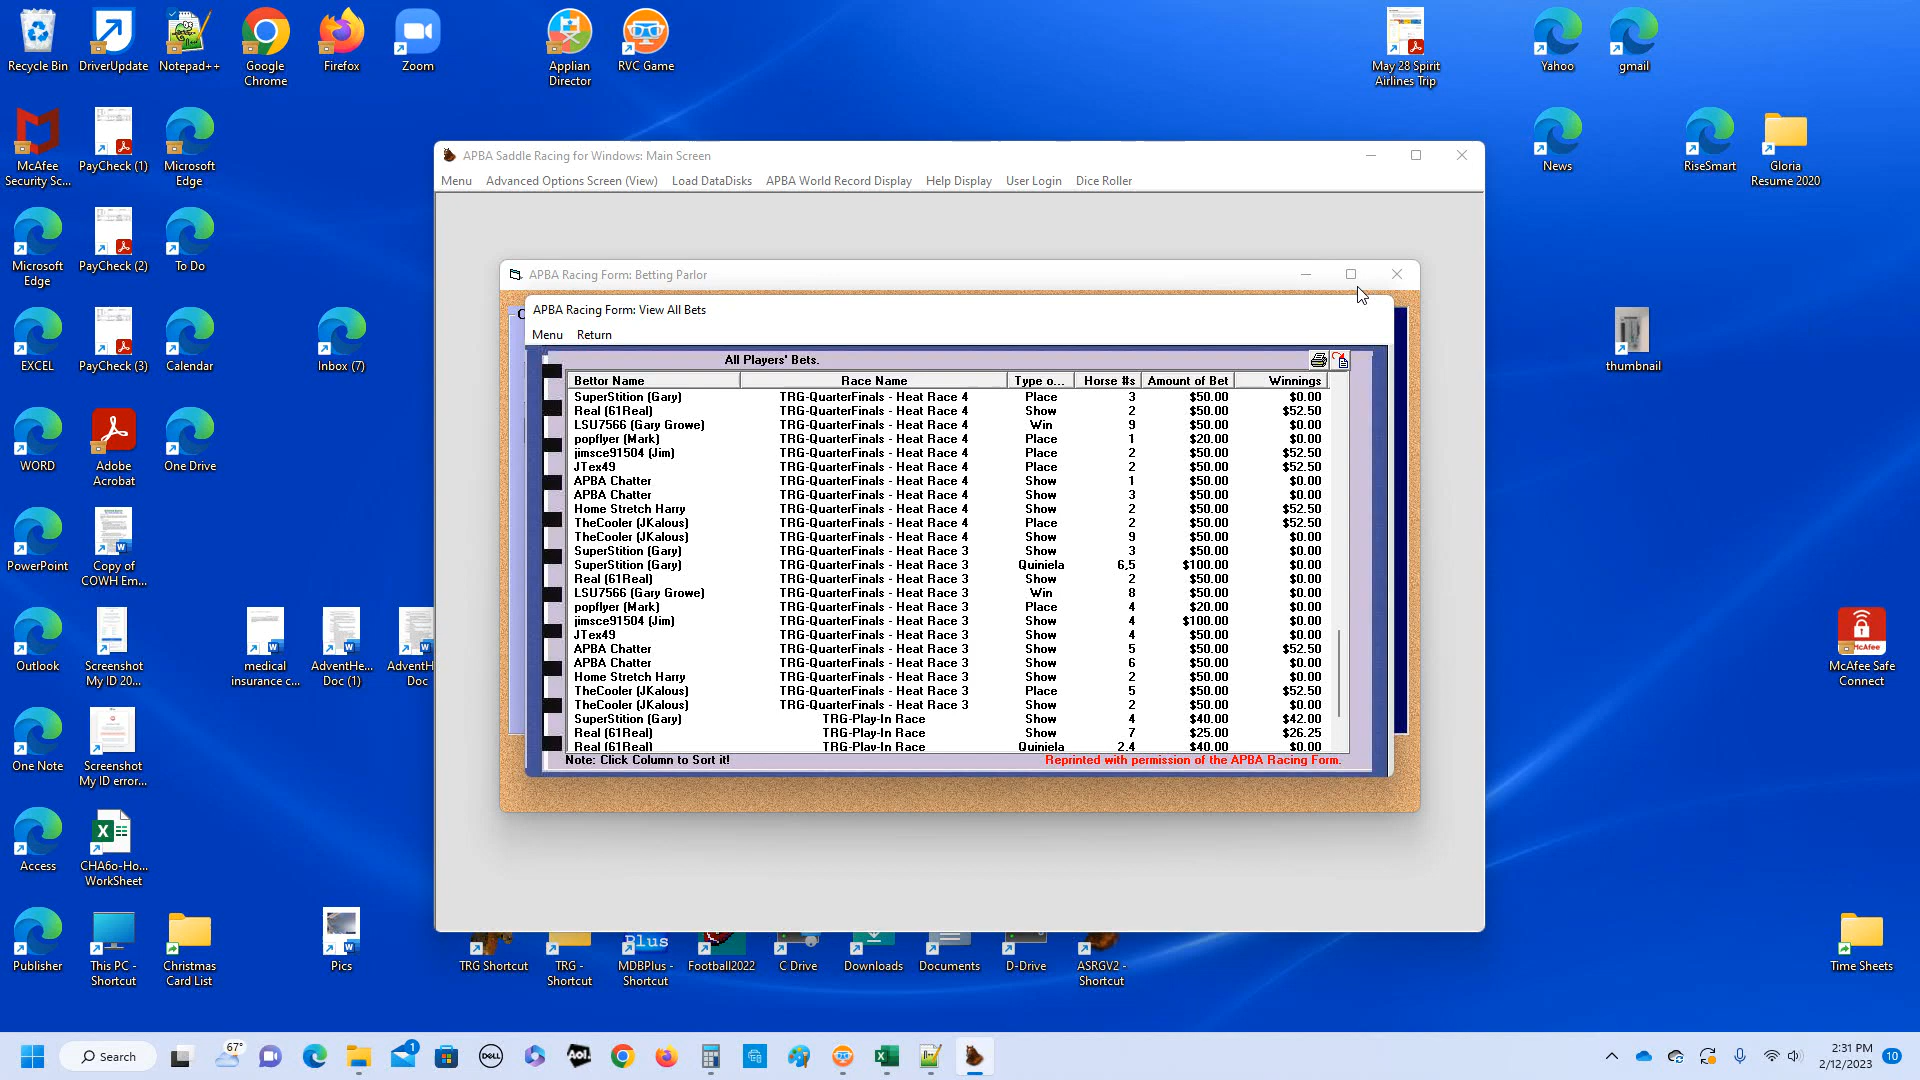 Recycle Bin
DriverUpdate
Notepad++
Google
Chrome
Firefox
Zoom
Applian
Director
RVC Game
May 28 Spirit
Airlines Trip
Yahoo
gmail
McAfee
Security Sc...
PayCheck (1)
Microsoft
Edge
News
RiseSmart
Gloria
Resume 2020
APBA Saddle Racing for Windows: Main Screen
Menu Advanced Options Screen (View) Load DataDisks APBA World Record Display Help Display User Login Dice Roller
Microsoft
Edge
PayCheck (2)
To Do
APBA Racing Form: Betting Parlor
APBA Racing Form: View All Bets
Menu Return
EXCEL
PayCheck (3)
Calendar
Inbox (7)
thumbnail
All Players' Bets.
Bettor Name Race Name Type o... Horse #s Amount of Bet Winnings
SuperStition (Gary) TRG-QuarterFinals - Heat Race 4 Place 3 $50.00 $0.00
Real (61Real) TRG-QuarterFinals - Heat Race 4 Show 2 $50.00 $52.50
LSU7566 (Gary Growe) TRG-QuarterFinals - Heat Race 4 Win 9 $50.00 $0.00
popflyer (Mark) TRG-QuarterFinals - Heat Race 4 Place 1 $20.00 $0.00
jimsce91504 (Jim) TRG-QuarterFinals - Heat Race 4 Place 2 $50.00 $52.50
JTex49 TRG-QuarterFinals - Heat Race 4 Place 2 $50.00 $52.50
APBA Chatter TRG-QuarterFinals - Heat Race 4 Show 1 $50.00 $0.00
APBA Chatter TRG-QuarterFinals - Heat Race 4 Show 3 $50.00 $0.00
Home Stretch Harry TRG-QuarterFinals - Heat Race 4 Show 2 $50.00 $52.50
TheCooler (JKalous) TRG-QuarterFinals - Heat Race 4 Place 2 $50.00 $52.50
TheCooler (JKalous) TRG-QuarterFinals - Heat Race 4 Show 9 $50.00 $0.00
SuperStition (Gary) TRG-QuarterFinals - Heat Race 3 Show 3 $50.00 $0.00
SuperStition (Gary) TRG-QuarterFinals - Heat Race 3 Quiniela 6,5 $100.00 $0.00
Real (61Real) TRG-QuarterFinals - Heat Race 3 Show 2 $50.00 $0.00
LSU7566 (Gary Growe) TRG-QuarterFinals - Heat Race 3 Win 8 $50.00 $0.00
popflyer (Mark) TRG-QuarterFinals - Heat Race 3 Place 4 $20.00 $0.00
jimsce91504 (Jim) TRG-QuarterFinals - Heat Race 3 Show 4 $100.00 $0.00
JTex49 TRG-QuarterFinals - Heat Race 3 Show 4 $50.00 $0.00
APBA Chatter TRG-QuarterFinals - Heat Race 3 Show 5 $50.00 $52.50
APBA Chatter TRG-QuarterFinals - Heat Race 3 Show 6 $50.00 $0.00
Home Stretch Harry TRG-QuarterFinals - Heat Race 3 Show 2 $50.00 $0.00
TheCooler (JKalous) TRG-QuarterFinals - Heat Race 3 Place 5 $50.00 $52.50
TheCooler (JKalous) TRG-QuarterFinals - Heat Race 3 Show 2 $50.00 $0.00
SuperStition (Gary) TRG-Play-In Race Show 4 $40.00 $42.00
Real (61Real) TRG-Play-In Race Show 7 $25.00 $26.25
Real (61Real) TRG-Play-In Race Quiniela 2,4 $40.00 $0.00
Note: Click Column to Sort it! Reprinted with permission of the APBA Racing Form.
WORD
Adobe
Acrobat
One Drive
PowerPoint
Copy of
COWH Em...
Outlook
Screenshot
My ID 20...
medical
insurance c...
AdventHe...
Doc (1)
AdventH
Doc
McAfee
McAfee Safe
Connect
One Note
Screenshot
My ID error...
Access
CHA6o-Ho...
WorkSheet
Publisher
This PC -
Shortcut
Christmas
Card List
Pics
TRG Shortcut
TRG -
Shortcut
Plus
MDBPlus -
Shortcut
Football2022
C Drive
Downloads
Documents
D-Drive
ASRGV2 -
Shortcut
Time Sheets
Search
67°
1
DELL
Aol.
2:31 PM
2/12/2023
10